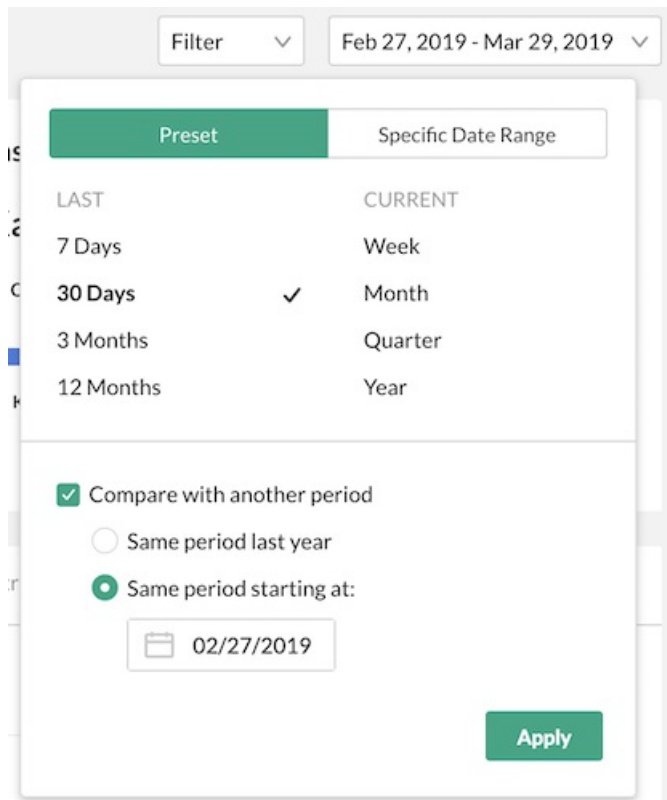 Filter
Feb 27, 2019 - Mar 29, 2019
Preset
Specific Date Range
LAST
CURRENT
7 Days
Week
30 Days
Month
3 Months
Quarter
12 Months
Year
Compare with another period
Same period last year
Same period starting at:
02/27/2019
Apply